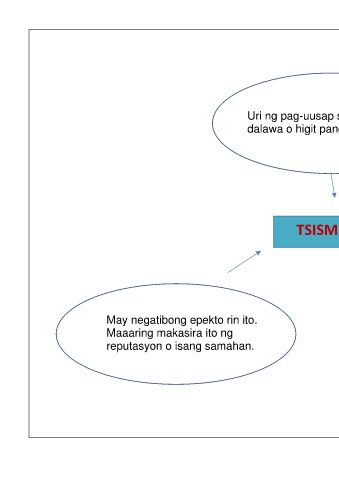 Uri ng pag-uusap
dalawa o higit
TSISM
May negatibong epekto rin ito.
Maaaring makasira ito ng
reputasyon o isang samahan.